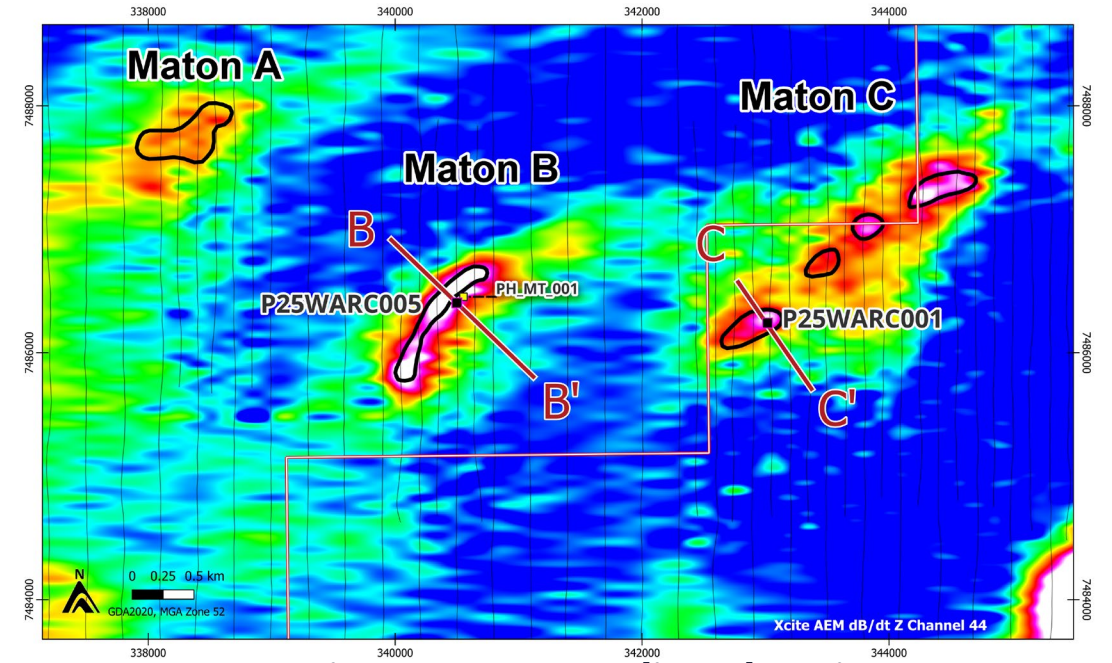 338000 340000 342000 344000
7488000
7486000
7484000
Maton A
Maton B
Maton C
B
B'
C
C'
P25WARC005
PH_MT_001
P25WARC001
N
0 0.25 0.5 km
GDA2020, MGA Zone 52
Xcite AEM dB/dt Z Channel 44
7488000
7486000
7484000
338000 340000 342000 344000